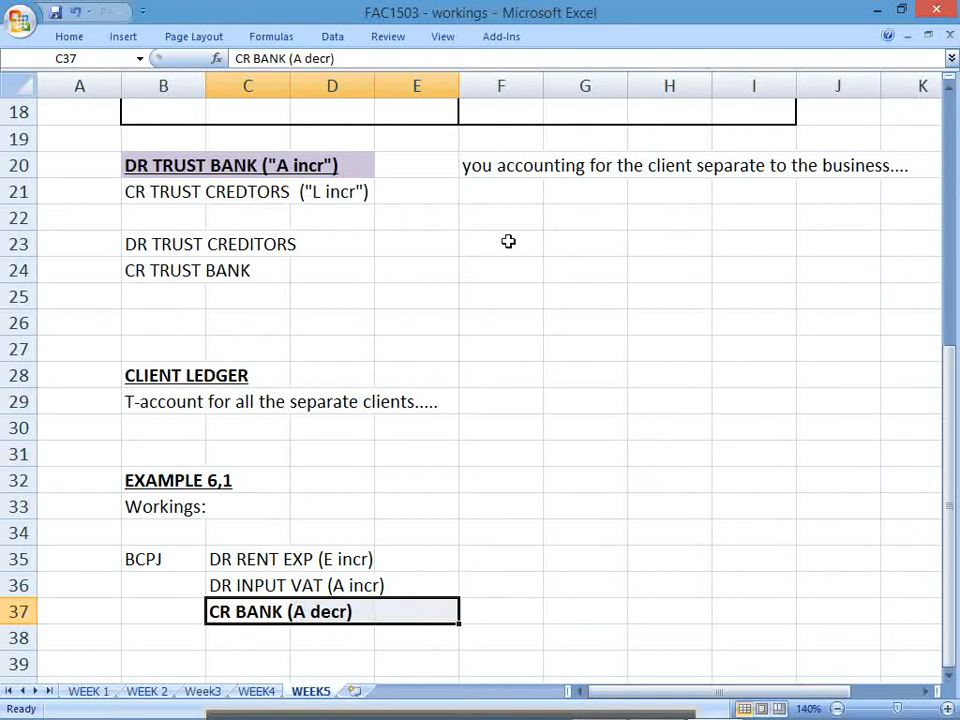 FAC1503 - workings - Microsoft Excel
Home Insert Page Layout Formulas Data Review View Add-Ins
C37 fx CR BANK (A decr)
A B C D E F G H I J K
18
19
20 DR TRUST BANK ("A incr") you accounting for the client separate to the business....
21 CR TRUST CREDTORS ("L incr")
22
23 DR TRUST CREDITORS
24 CR TRUST BANK
25
26
27
28 CLIENT LEDGER
29 T-account for all the separate clients.....
30
31
32 EXAMPLE 6,1
33 Workings:
34
35 BCPJ DR RENT EXP (E incr)
36 DR INPUT VAT (A incr)
37 CR BANK (A decr)
38
39
WEEK 1 WEEK 2 Week3 WEEK4 WEEK5
Ready 140%